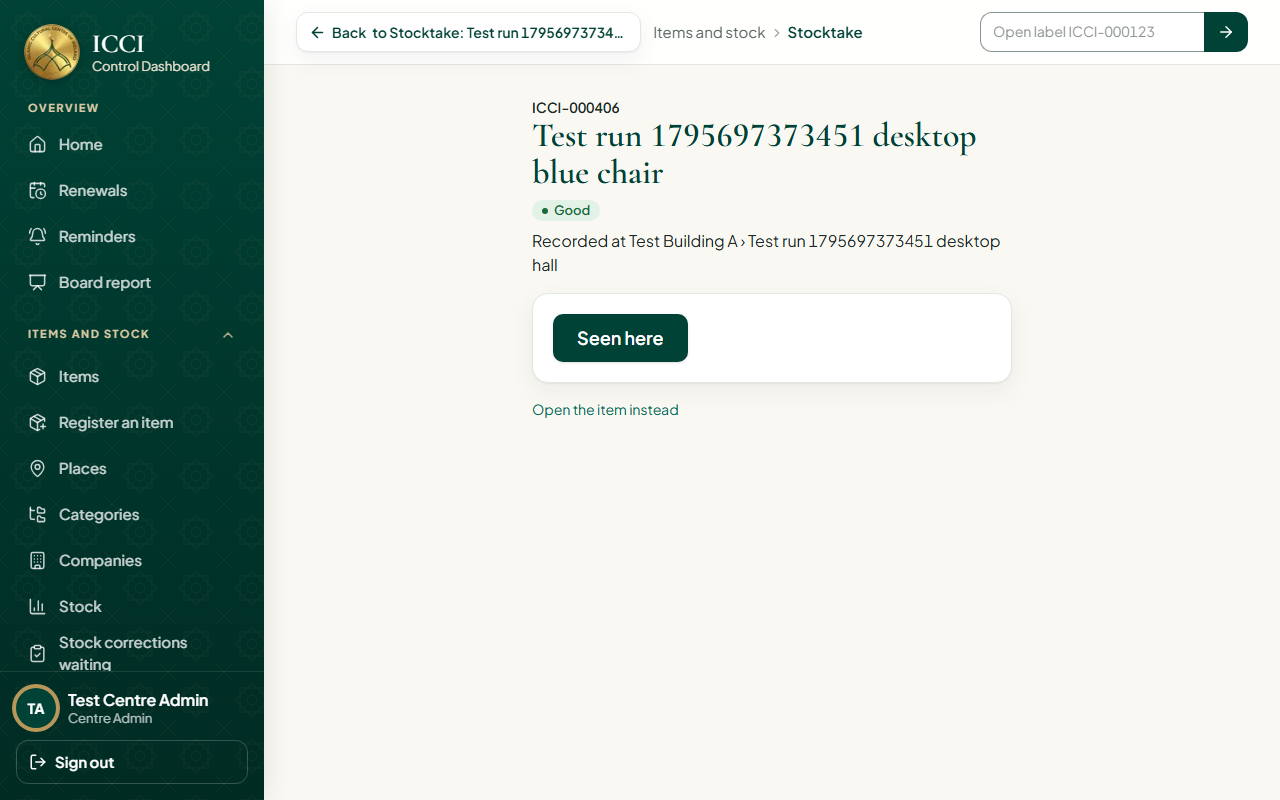 ICCI
Control Dashboard
OVERVIEW
Home
Renewals
Reminders
Board report
ITEMS AND STOCK
Items
Register an item
Places
Categories
Companies
Stock
Stock corrections
waiting
TA
Test Centre Admin
Centre Admin
Sign out
Back to Stocktake: Test run 17956973734…
Items and stock › Stocktake
Open label ICCI-000123
ICCI-000406
Test run 1795697373451 desktop
blue chair
Good
Recorded at Test Building A › Test run 1795697373451 desktop
hall
Seen here
Open the item instead